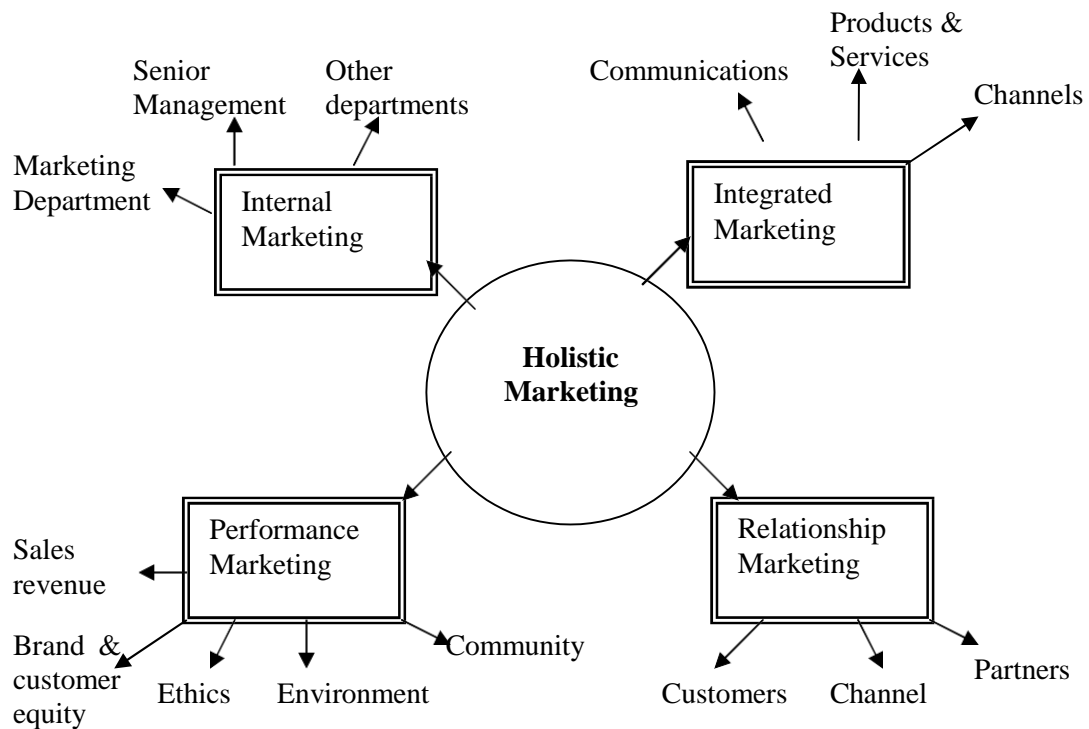 Products &
Services
Senior
Management
Other
departments
Communications
Channels
Marketing
Department
Internal
Marketing
Integrated
Marketing
Holistic
Marketing
Performance
Marketing
Relationship
Marketing
Sales
revenue
Brand &
customer
equity
Ethics
Environment
Community
Customers
Channel
Partners